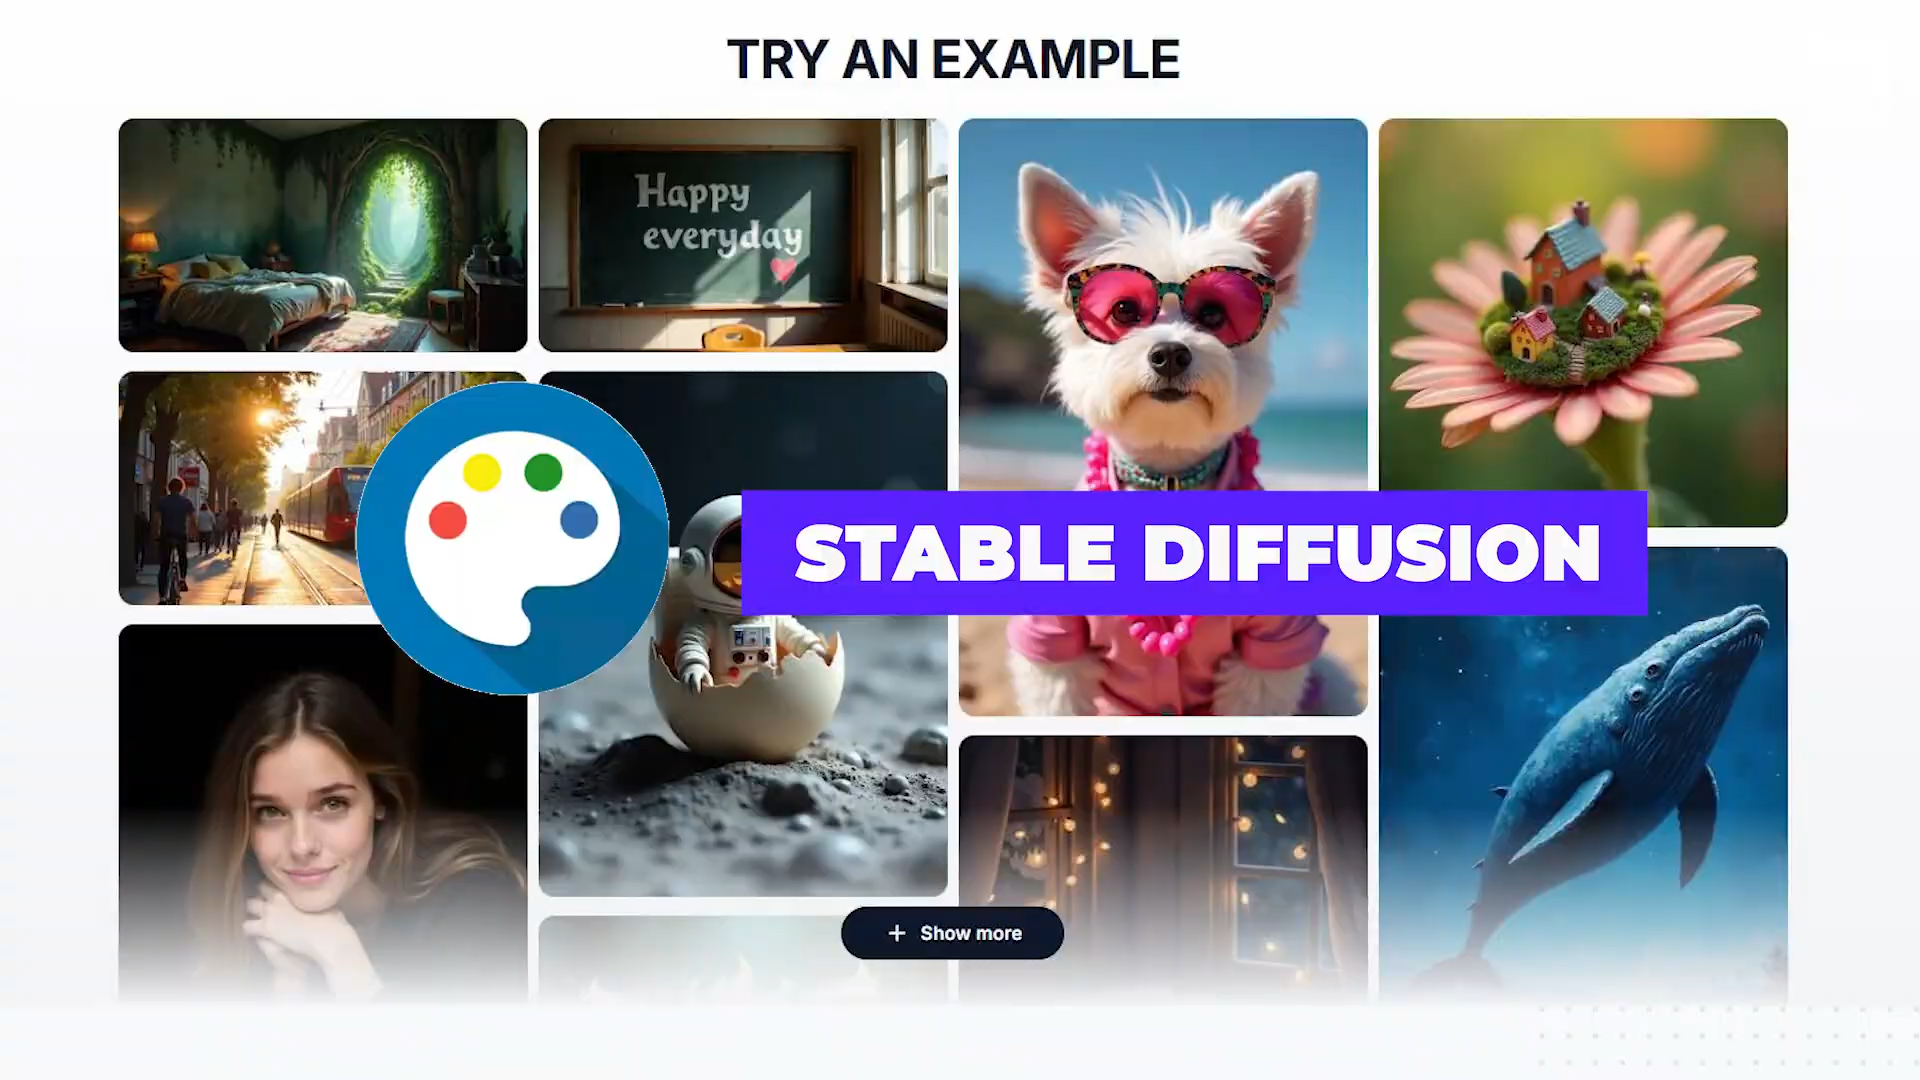 TRY AN EXAMPLE
Happy
everyday
STABLE DIFFUSION
+ Show more